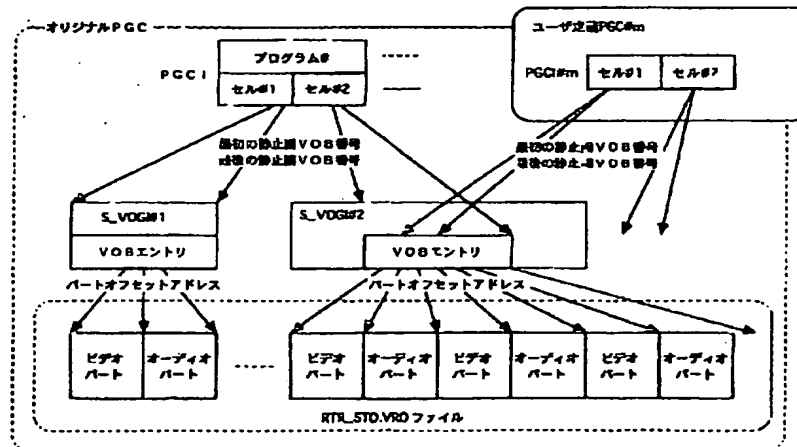 オリジナルPGC
ユーザ定義PGC#m
プログラム#
PGCI
セル#1 セル#2
PGCI#m
セル#1 セル#2
最初の静止画VOB番号
最後の静止画VOB番号
最初の静止画VOB番号
最後の静止画VOB番号
S_VOGI#1
VOBエントリ
S_VOGI#2
VOBエントリ
パートオフセットアドレス
パートオフセットアドレス
ビデオパート オーディオパート
ビデオパート オーディオパート ビデオパート オーディオパート ビデオパート オーディオパート
RTR_STO.VROファイル